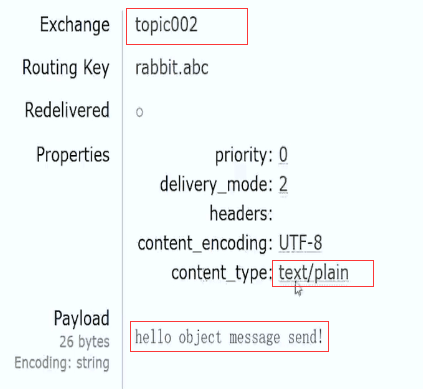 Exchange topic002
Routing Key rabbit.abc
Redelivered ○
Properties priority: 0
delivery_mode: 2
headers:
content_encoding: UTF-8
content_type: text/plain
Payload
26 bytes
Encoding: string
hello object message send!